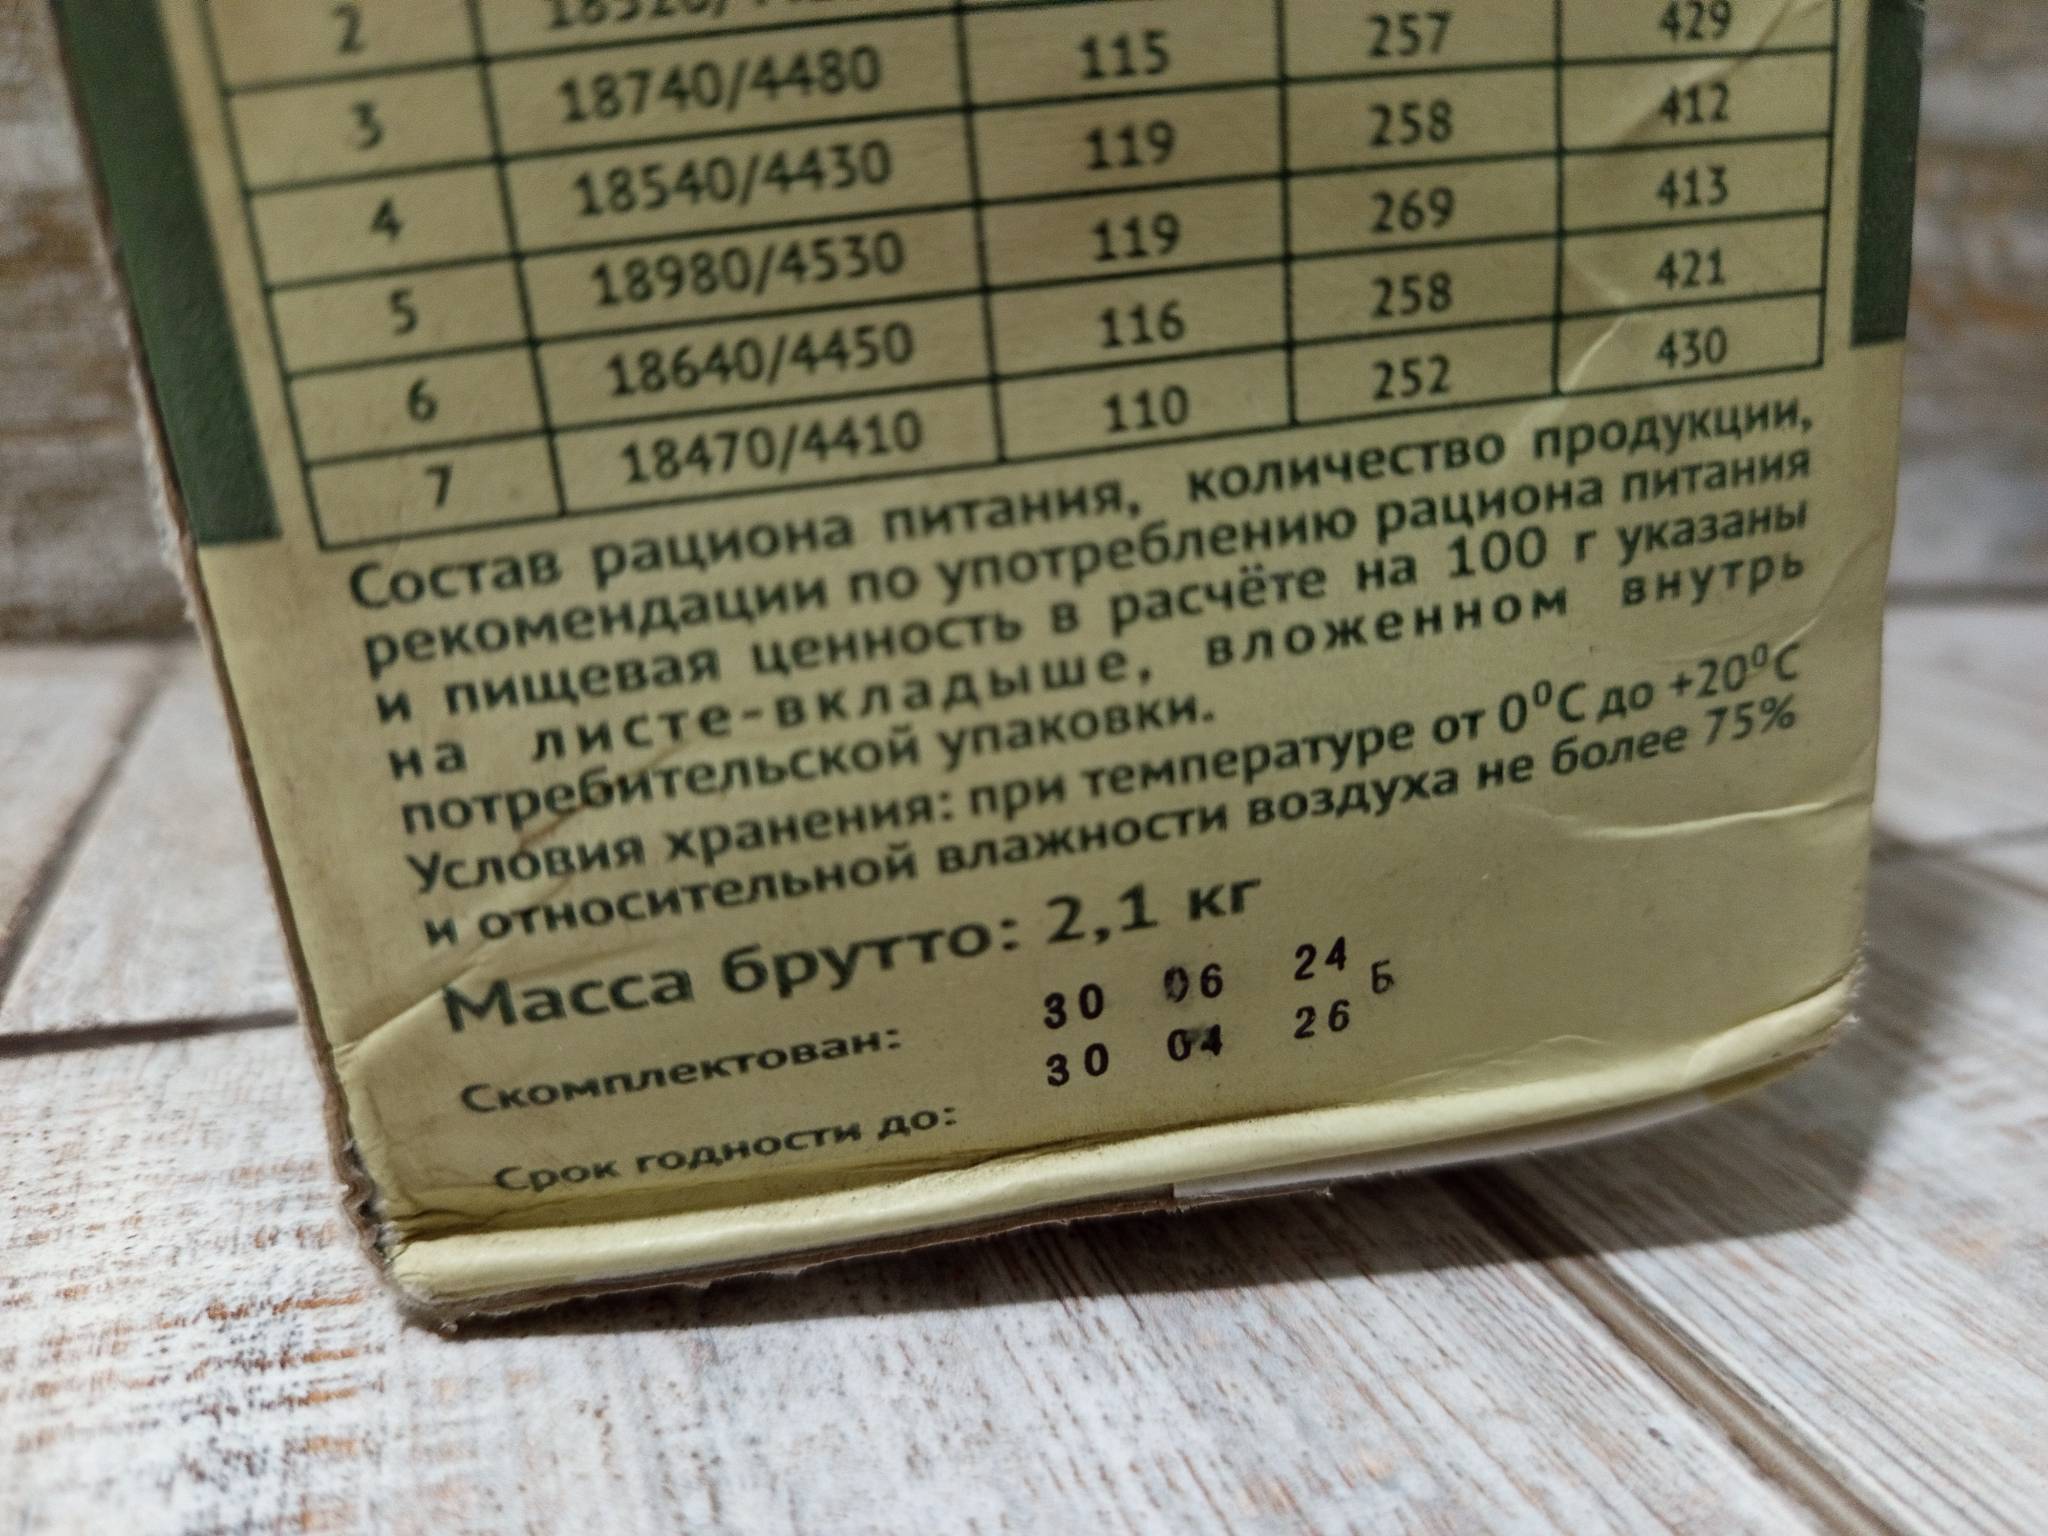 2
3 18740/4480 115 257 429
4 18540/4430 119 258 412
5 18980/4530 119 269 413
6 18640/4450 116 258 421
7 18470/4410 110 252 430
Состав рациона питания, количество продукции,
рекомендации по употреблению рациона питания
и пищевая ценность в расчёте на 100 г указаны
на листе-вкладыше, вложенном внутрь
потребительской упаковки.
Условия хранения: при температуре от 0⁰С до +20⁰С
и относительной влажности воздуха не более 75%
Масса брутто: 2,1 кг
Скомплектован: 30 06 24 Б
Срок годности до: 30 04 26